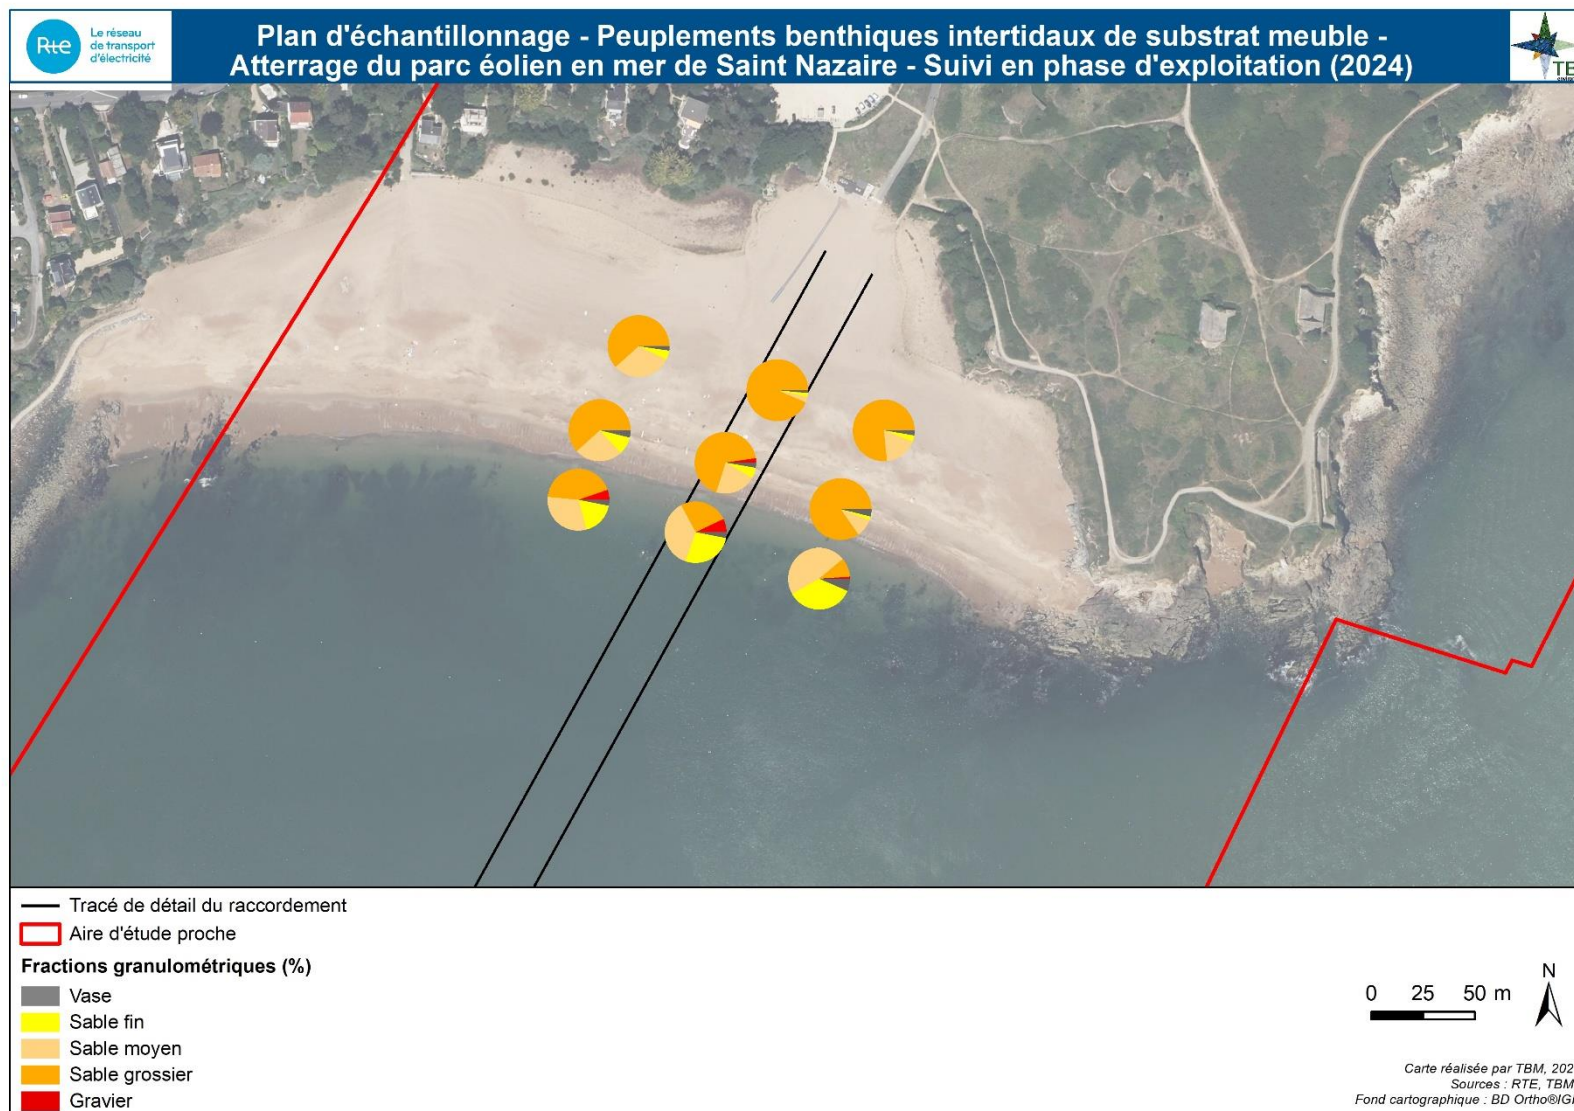 Rte
Le réseau
de transport
d'électricité
Plan d'échantillonnage - Peuplements benthiques intertidaux de substrat meuble -
Atterrage du parc éolien en mer de Saint Nazaire - Suivi en phase d'exploitation (2024)
Tracé de détail du raccordement
Aire d'étude proche
Fractions granulométriques (%)
Vase
Sable fin
Sable moyen
Sable grossier
Gravier
N
0 25 50 m
Carte réalisée par TBM, 202
Sources : RTE, TBM
Fond cartographique : BD Ortho®IG